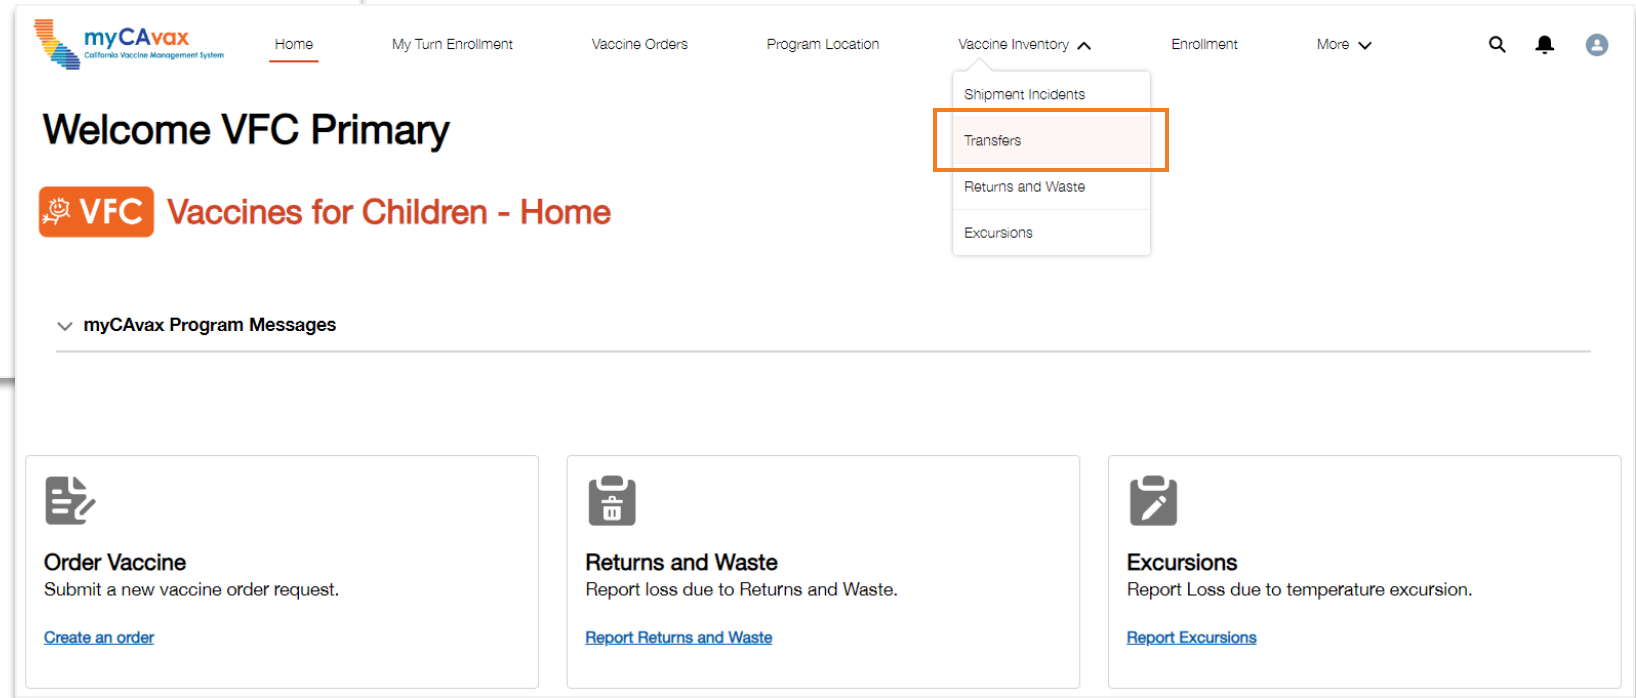 myCAvax
California Vaccine Management System
Home My Turn Enrollment Vaccine Orders Program Location Vaccine Inventory Enrollment More
Shipment Incidents
Transfers
Returns and Waste
Excursions
Welcome VFC Primary
VFC Vaccines for Children - Home
myCAvax Program Messages
Order Vaccine
Submit a new vaccine order request.
Create an order
Returns and Waste
Report loss due to Returns and Waste.
Report Returns and Waste
Excursions
Report Loss due to temperature excursion.
Report Excursions